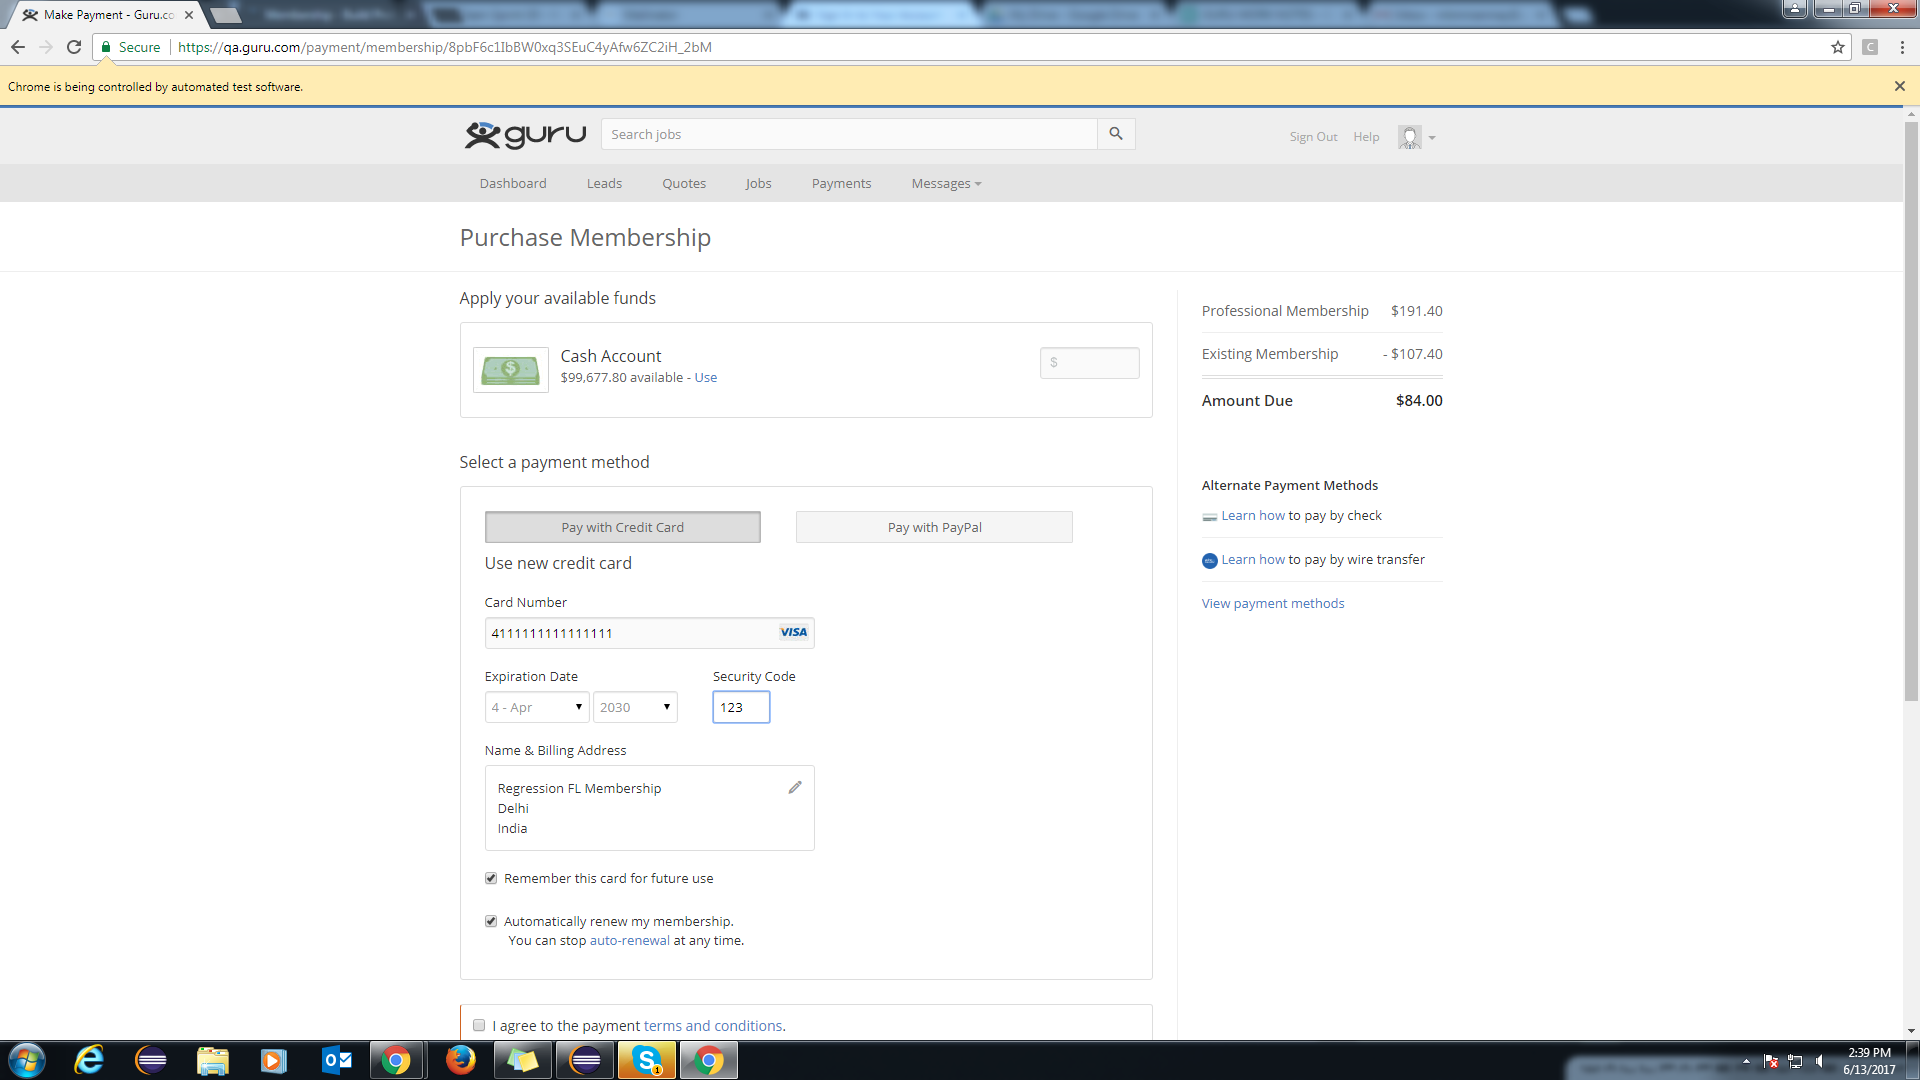 Make Payment - Guru.co
Secure
https://qa.guru.com/payment/membership/8pbF6c1IbBW0xq3SEuC4yAfw6ZC2iH_2bM
C
Chrome is being controlled by automated test software.
guru
Search jobs
Sign Out
Help
Dashboard
Leads
Quotes
Jobs
Payments
Messages
Purchase Membership
Apply your available funds
Cash Account
$99,677.80 available - Use
$
Professional Membership $191.40
Existing Membership - $107.40
Amount Due $84.00
Select a payment method
Pay with Credit Card
Pay with PayPal
Use new credit card
Card Number
4111111111111111
VISA
Expiration Date
Security Code
4 - Apr
2030
123
Name & Billing Address
Regression FL Membership
Delhi
India
Remember this card for future use
Automatically renew my membership.
You can stop auto-renewal at any time.
I agree to the payment terms and conditions.
Alternate Payment Methods
Learn how to pay by check
Learn how to pay by wire transfer
View payment methods
2:39 PM
6/13/2017